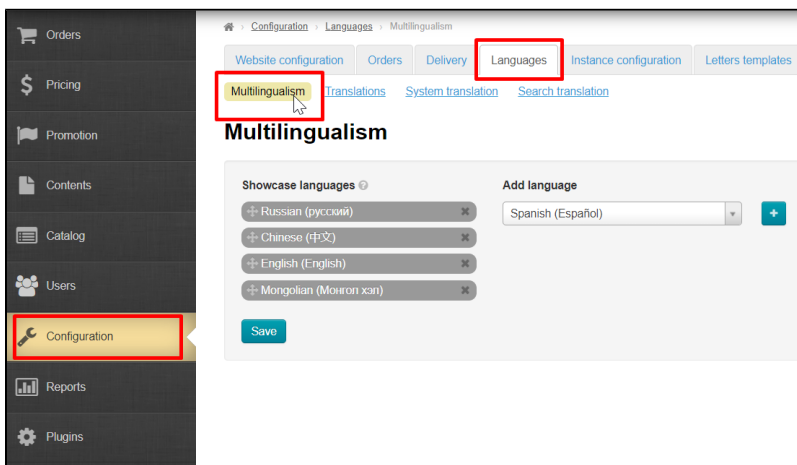 Orders
Pricing
Promotion
Contents
Catalog
Users
Configuration
Reports
Plugins
Configuration › Languages › Multilingualism
Website configuration Orders Delivery Languages Instance configuration Letters templates
Multilingualism Translations System translation Search translation
Multilingualism
Showcase languages ?
Russian (русский)
Chinese (中文)
English (English)
Mongolian (Монгол хэл)
Save
Add language
Spanish (Español)
+